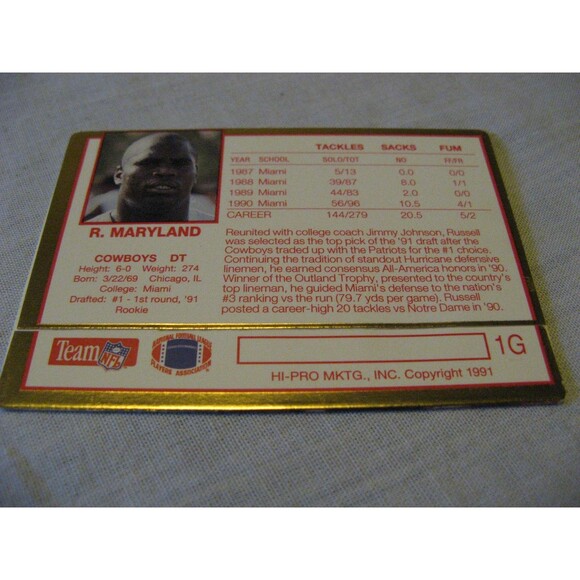 TACKLES SACKS FUM
YEAR SCHOOL SOLO/TOT NO FF/FR
1987 Miami 5/13 0.0 0/0
1988 Miami 39/87 8.0 1/1
1989 Miami 44/83 2.0 0/0
1990 Miami 56/96 10.5 4/1
CAREER 144/279 20.5 5/2
R. MARYLAND
COWBOYS DT
Height: 6-0 Weight: 274
Born: 3/22/69 Chicago, IL
College: Miami
Drafted: #1 - 1st round, '91
Rookie
Reunited with college coach Jimmy Johnson, Russell
was selected as the top pick of the '91 draft after the
Cowboys traded up with the Patriots for the #1 choice.
Continuing the tradition of standout Hurricane defensive
linemen, he earned consensus All-America honors in '90.
Winner of the Outland Trophy, presented to the country's
top lineman, he guided Miami's defense to the nation's
#3 ranking vs the run (79.7 yds per game). Russell
posted a career-high 20 tackles vs Notre Dame in '90.
Team NFL
NATIONAL FOOTBALL LEAGUE
PLAYERS ASSOCIATION
1G
HI-PRO MKTG., INC. Copyright 1991